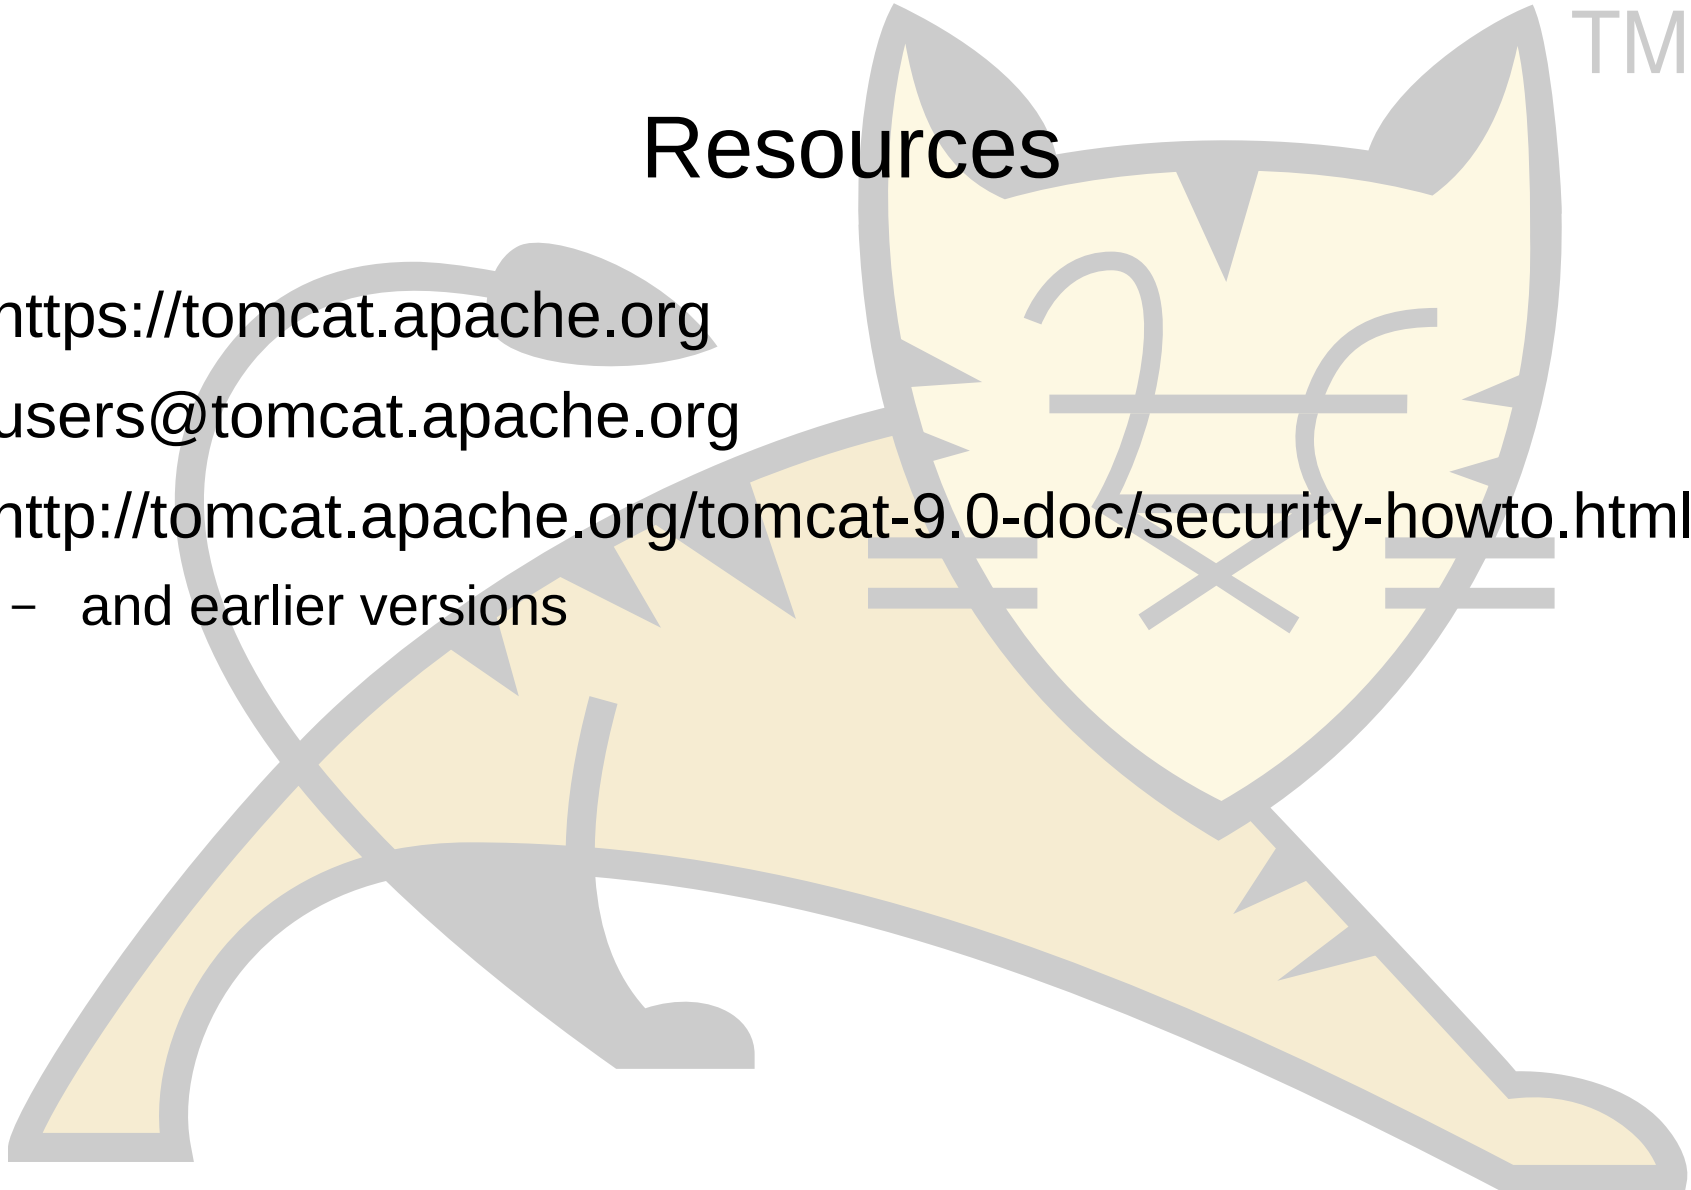 TM
Resources
https://tomcat.apache.org
users@tomcat.apache.org
http://tomcat.apache.org/tomcat-9.0-doc/security-howto.html
– and earlier versions